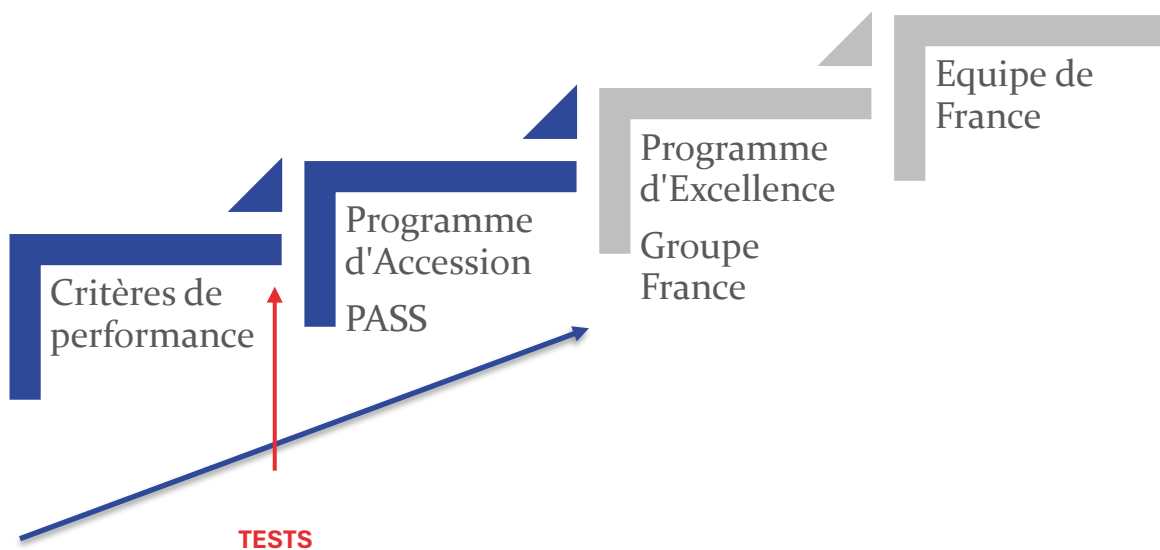 Critères de
performance
Programme
d'Accession
PASS
Programme
d'Excellence
Groupe
France
Equipe de
France
TESTS